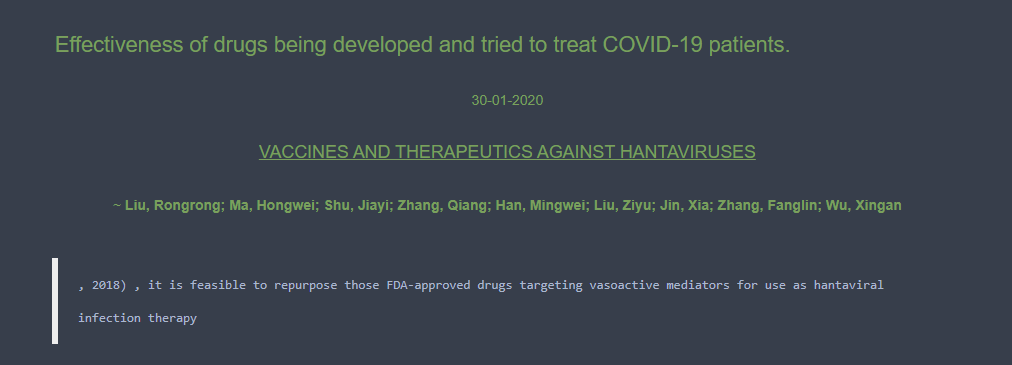 Effectiveness of drugs being developed and tried to treat COVID-19 patients.
30-01-2020
VACCINES AND THERAPEUTICS AGAINST HANTAVIRUSES
~ Liu, Rongrong; Ma, Hongwei; Shu, Jiayi; Zhang, Qiang; Han, Mingwei; Liu, Ziyu; Jin, Xia; Zhang, Fanglin; Wu, Xingan
, 2018) , it is feasible to repurpose those FDA-approved drugs targeting vasoactive mediators for use as hantaviral
infection therapy